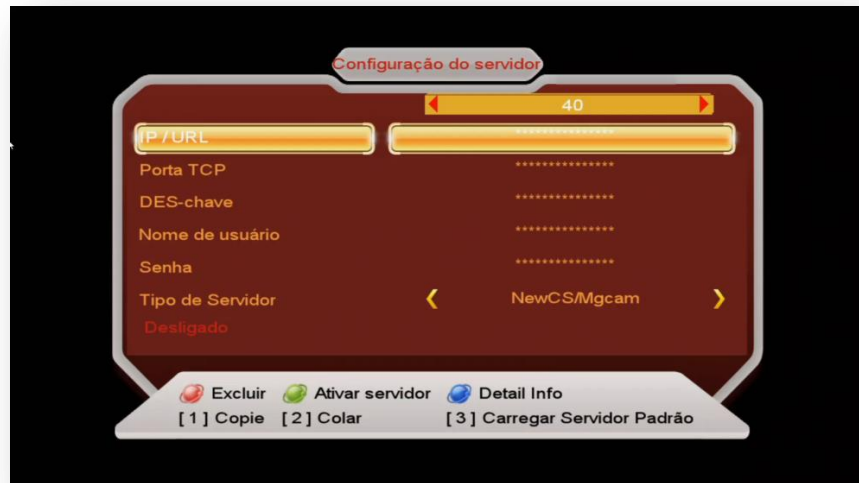 Configuração do servidor
40
IP/URL ***************
Porta TCP ***************
DES-chave ***************
Nome de usuário ***************
Senha ***************
Tipo de Servidor NewCS/Mgcam
Desligado
Excluir Ativar servidor Detail Info
[1] Copie [2] Colar [3] Carregar Servidor Padrão